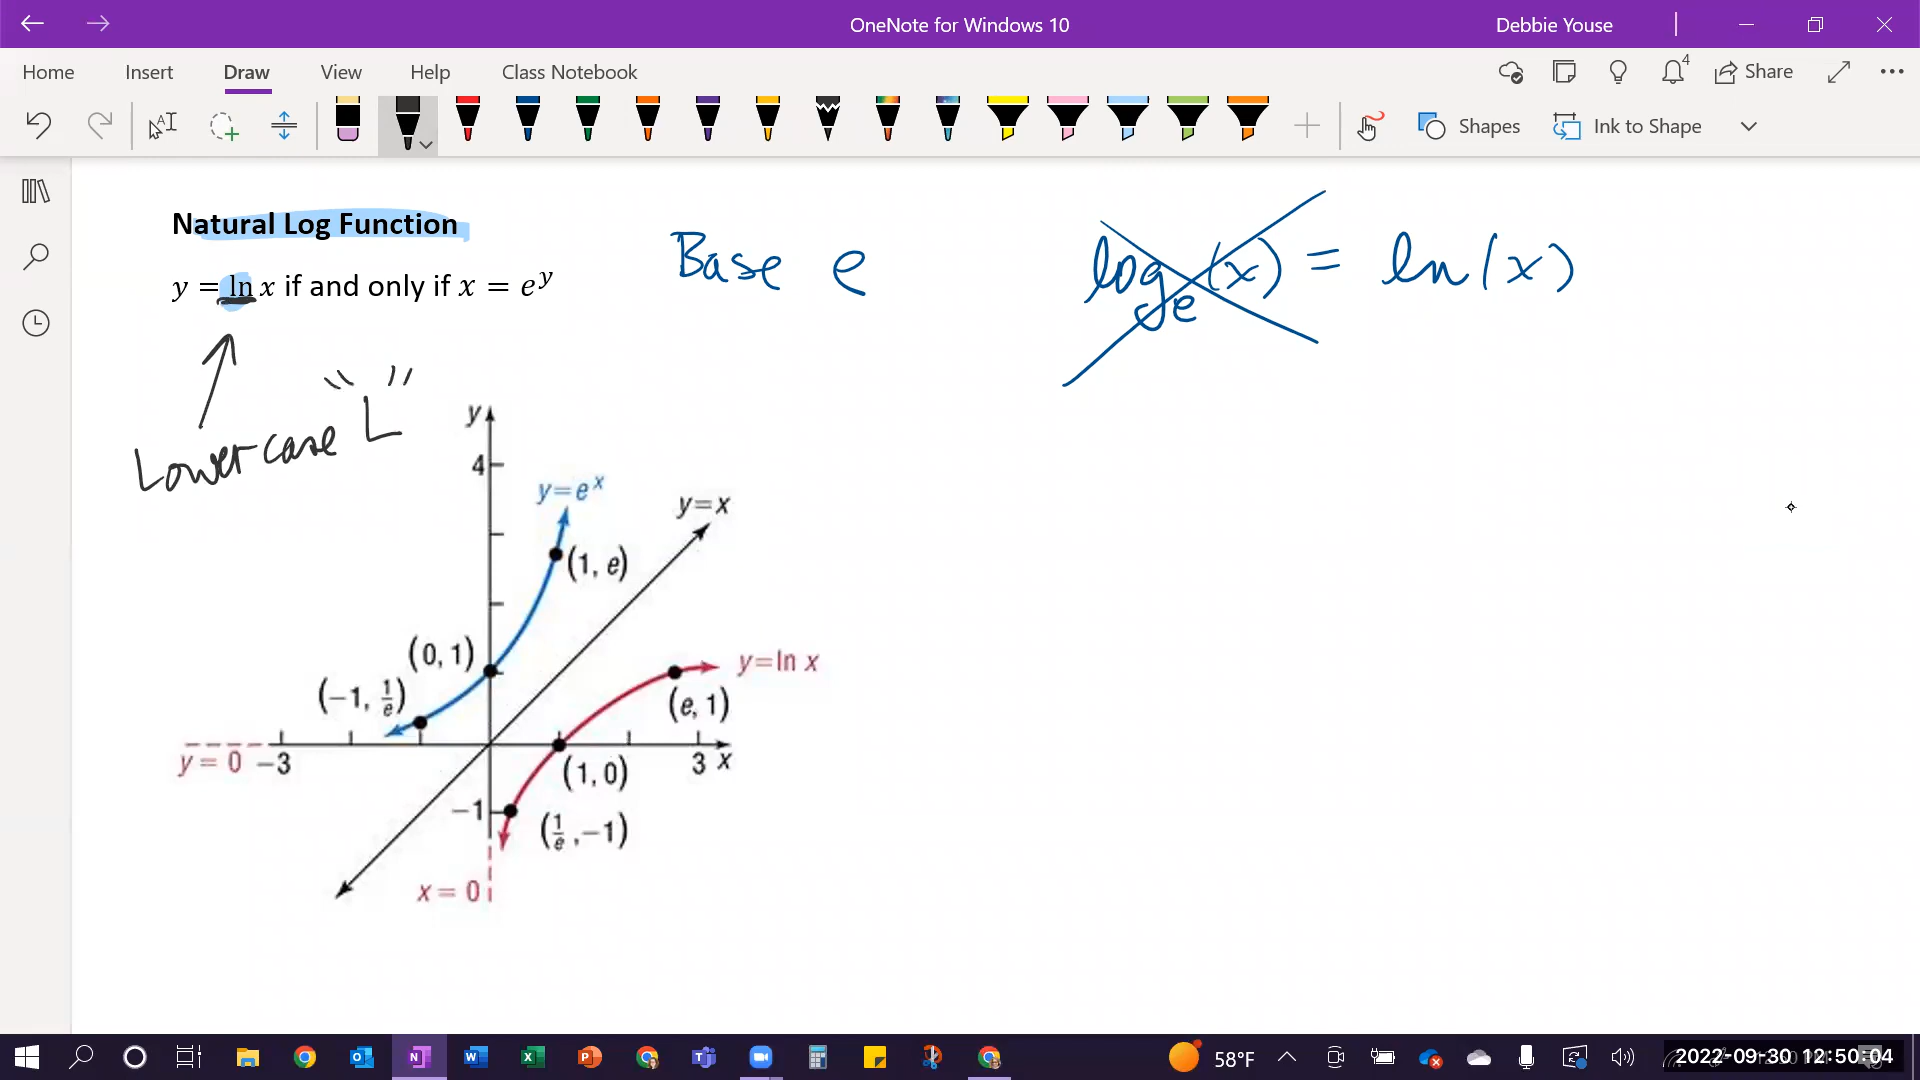 OneNote for Windows 10
Debbie Youse
Home Insert Draw View Help Class Notebook
4
Share
Shapes
Ink to Shape
Natural Log Function
y = ln x if and only if x = e^y
Base e
log_e (x) = ln(x)
Lowercase "L"
y
4
y=e^x
y=x
(1, e)
(0, 1)
y=ln x
(-1, 1/e)
(e, 1)
y = 0
-3
(1, 0)
3
x
-1
(1/e, -1)
x = 0
58°F
2022-09-30 12:50:04